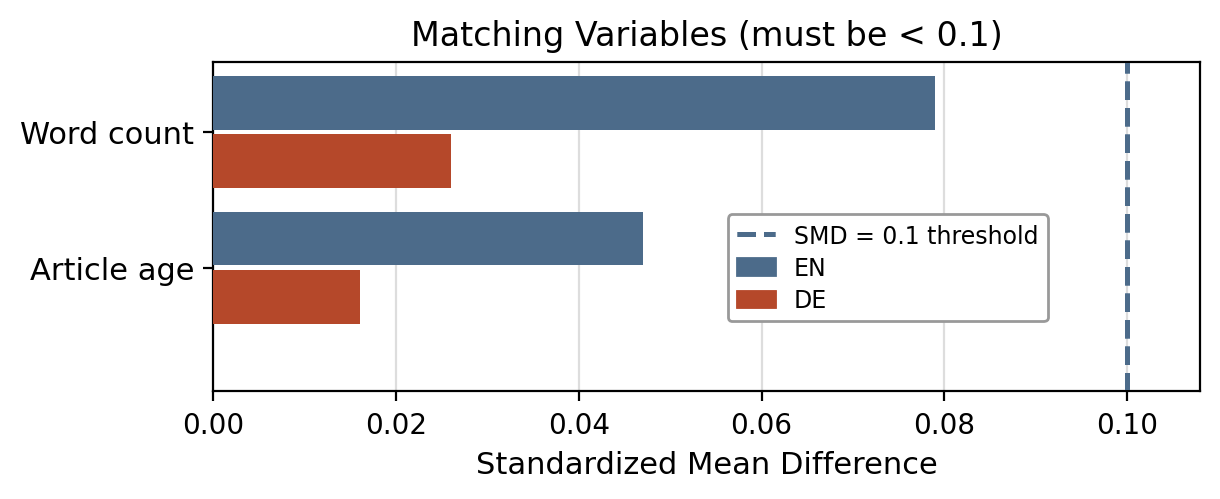 Matching Variables (must be < 0.1)
Word count
Article age
SMD = 0.1 threshold
EN
DE
0.00 0.02 0.04 0.06 0.08 0.10
Standardized Mean Difference